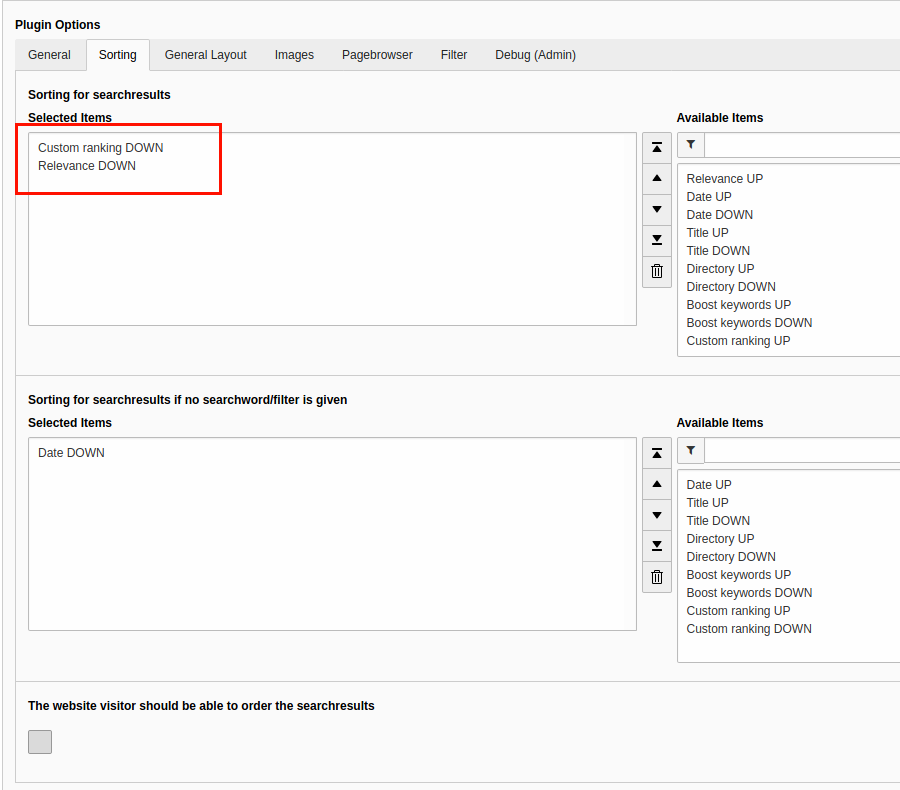 Plugin Options
General Sorting General Layout Images Pagebrowser Filter Debug (Admin)
Sorting for searchresults
Selected Items
Custom ranking DOWN
Relevance DOWN
Available Items
Relevance UP
Date UP
Date DOWN
Title UP
Title DOWN
Directory UP
Directory DOWN
Boost keywords UP
Boost keywords DOWN
Custom ranking UP
Sorting for searchresults if no searchword/filter is given
Selected Items
Date DOWN
Available Items
Date UP
Title UP
Title DOWN
Directory UP
Directory DOWN
Boost keywords UP
Boost keywords DOWN
Custom ranking UP
Custom ranking DOWN
The website visitor should be able to order the searchresults